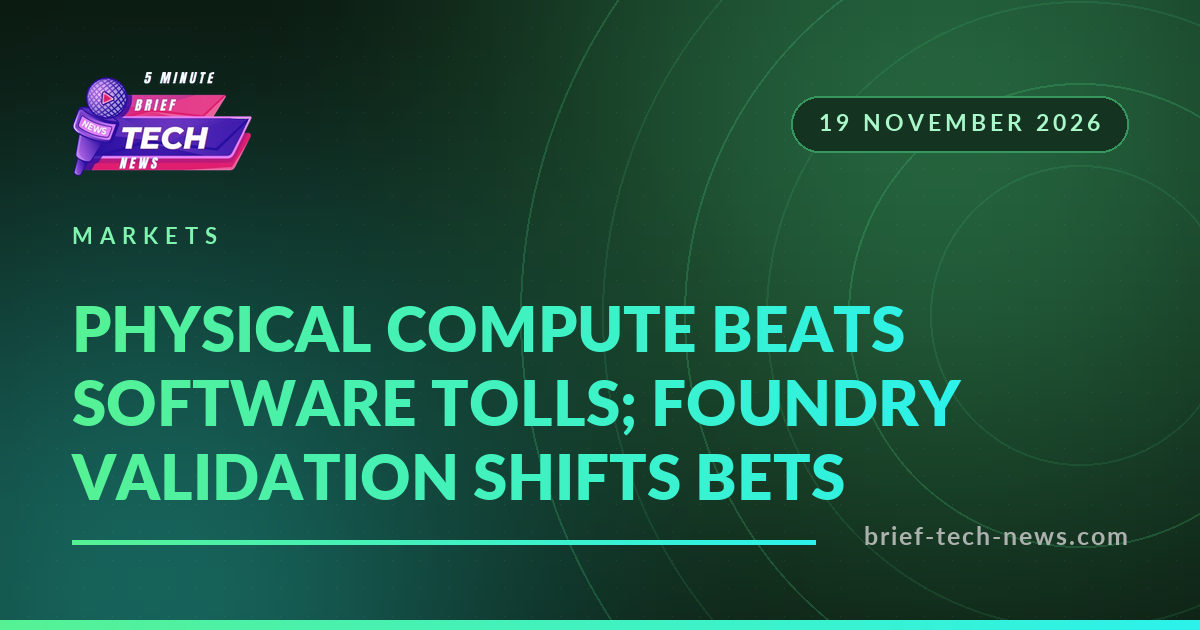 5 MINUTE
BRIEF
NEWS
TECH
NEWS
19 NOVEMBER 2026
MARKETS
PHYSICAL COMPUTE BEATS
SOFTWARE TOLLS; FOUNDRY
VALIDATION SHIFTS BETS
brief-tech-news.com